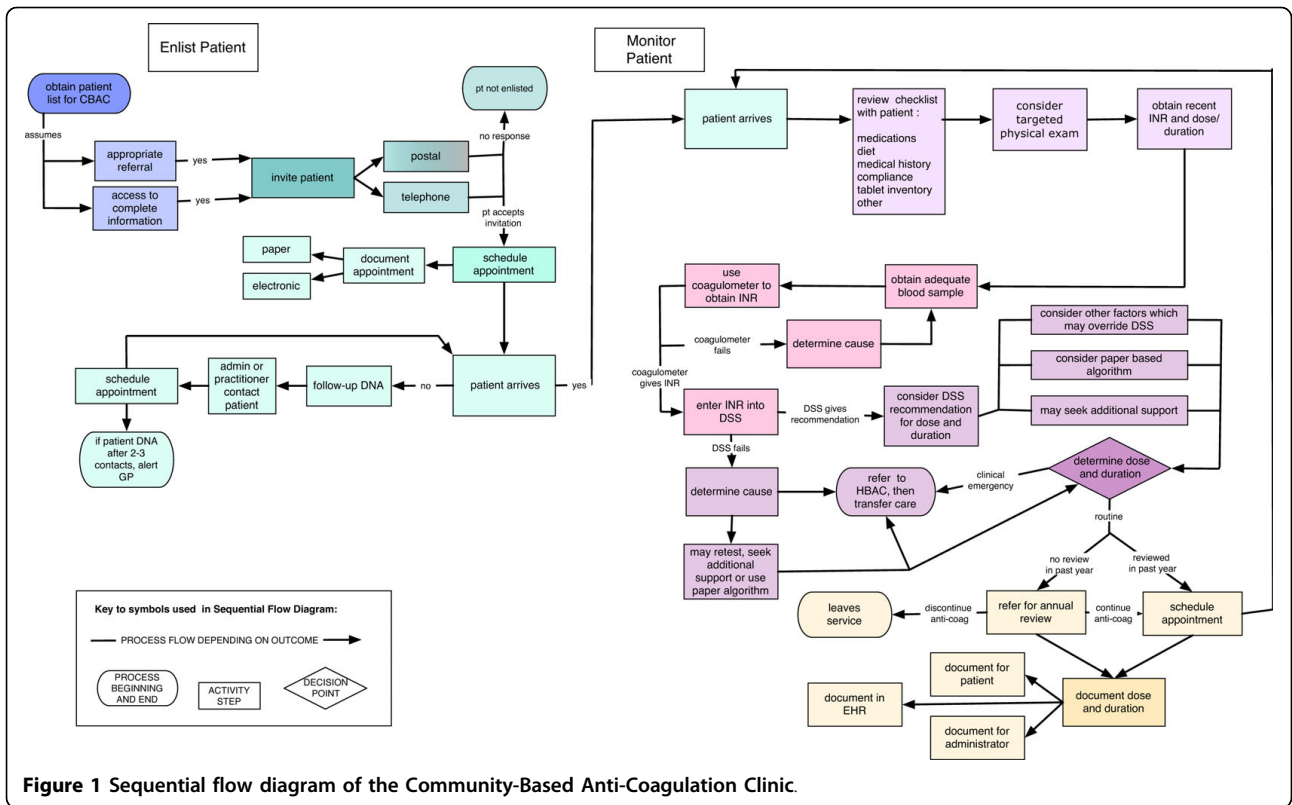 Enlist Patient
Monitor
Patient
obtain patient
list for CBAC
assumes
appropriate
referral
yes
access to
complete
information
yes
invite patient
postal
telephone
pt not enlisted
no response
pt accepts
invitation
schedule
appointment
document
appointment
paper
electronic
patient arrives
yes
no
follow-up DNA
admin or
practitioner
contact
patient
schedule
appointment
if patient DNA
after 2-3
contacts, alert
GP
patient arrives
review checklist
with patient :
medications
diet
medical history
compliance
tablet inventory
other
consider
targeted
physical exam
obtain recent
INR and dose/
duration
obtain adequate
blood sample
use
coagulometer to
obtain INR
coagulometer
fails
determine cause
coagulometer
gives INR
enter INR into
DSS
DSS gives
recommendation
consider DSS
recommendation
for dose and
duration
consider other factors which
may override DSS
consider paper based
algorithm
may seek additional support
DSS fails
determine cause
refer to
HBAC, then
transfer care
clinical
emergency
determine dose
and duration
may retest, seek
additional
support or use
paper algorithm
routine
no review
in past year
reviewed
in past year
leaves
service
discontinue
anti-coag
refer for annual
review
continue
anti-coag
schedule
appointment
document dose
and duration
document for
patient
document in
EHR
document for
administrator
Key to symbols used in Sequential Flow Diagram:
PROCESS FLOW DEPENDING ON OUTCOME
PROCESS
BEGINNING
AND END
ACTIVITY
STEP
DECISION
POINT
Figure 1 Sequential flow diagram of the Community-Based Anti-Coagulation Clinic.